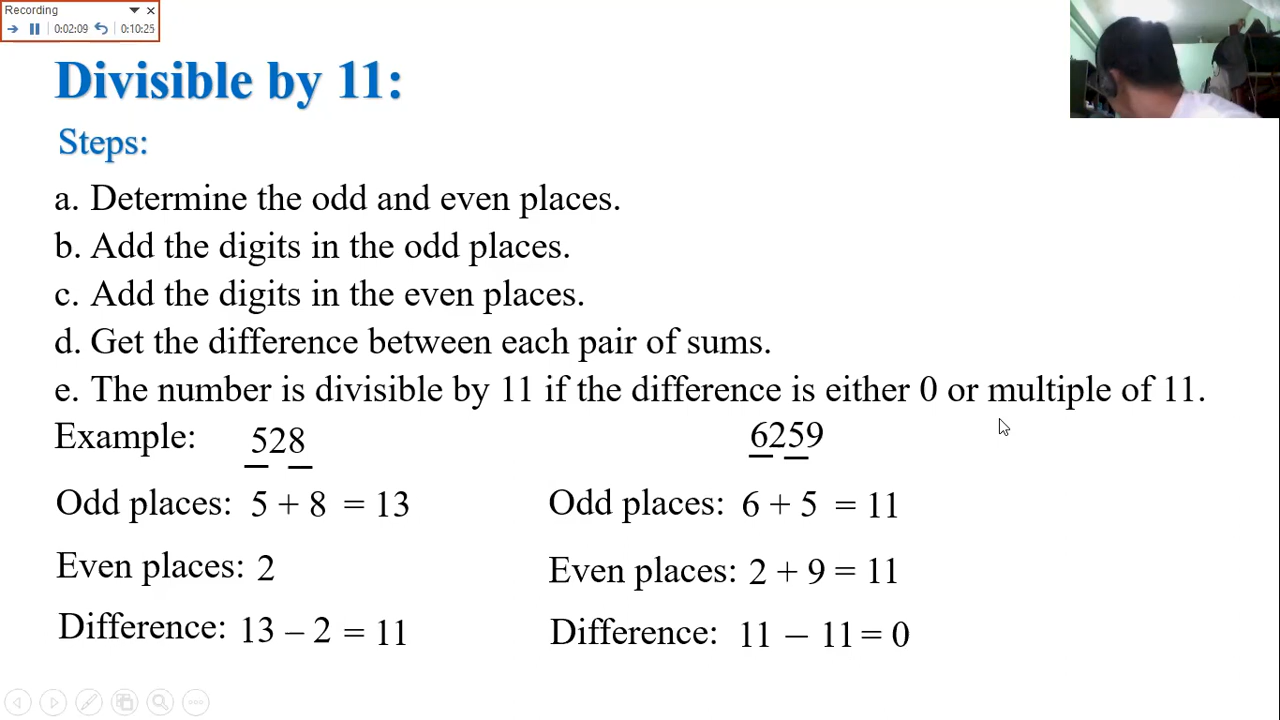 Recording
0:02:09 0:10:25
Divisible by 11:
Steps:
a. Determine the odd and even places.
b. Add the digits in the odd places.
c. Add the digits in the even places.
d. Get the difference between each pair of sums.
e. The number is divisible by 11 if the difference is either 0 or multiple of 11.
Example: 528
Odd places: 5 + 8 = 13
Even places: 2
Difference: 13 – 2 = 11
6259
Odd places: 6 + 5 = 11
Even places: 2 + 9 = 11
Difference: 11 – 11 = 0